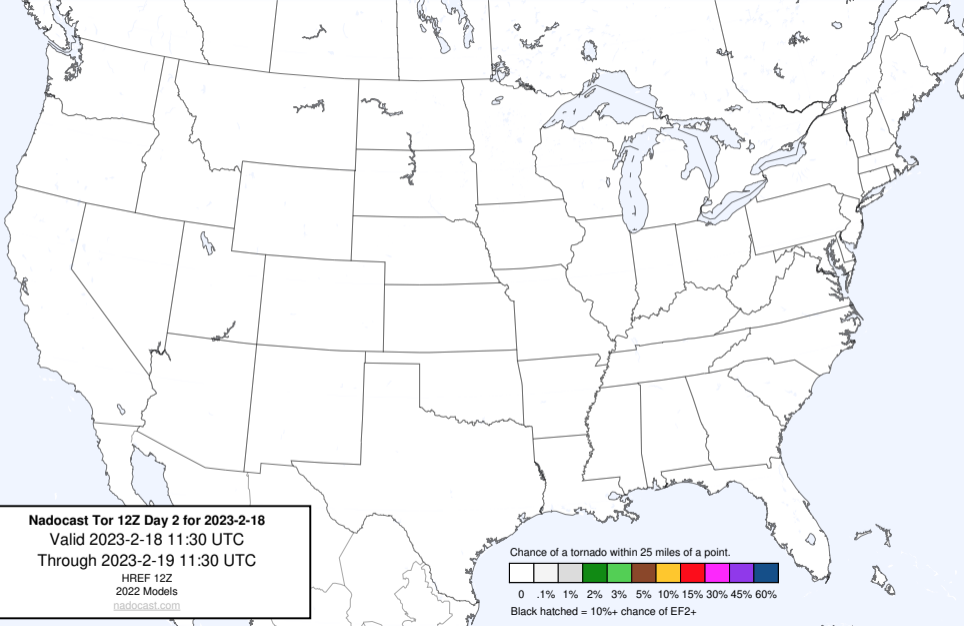 Nadocast Tor 12Z Day 2 for 2023-2-18
Valid 2023-2-18 11:30 UTC
Through 2023-2-19 11:30 UTC
HREF 12Z
2022 Models
nadocast.com
Chance of a tornado within 25 miles of a point.
0 .1% 1% 2% 3% 5% 10% 15% 30% 45% 60%
Black hatched = 10%+ chance of EF2+